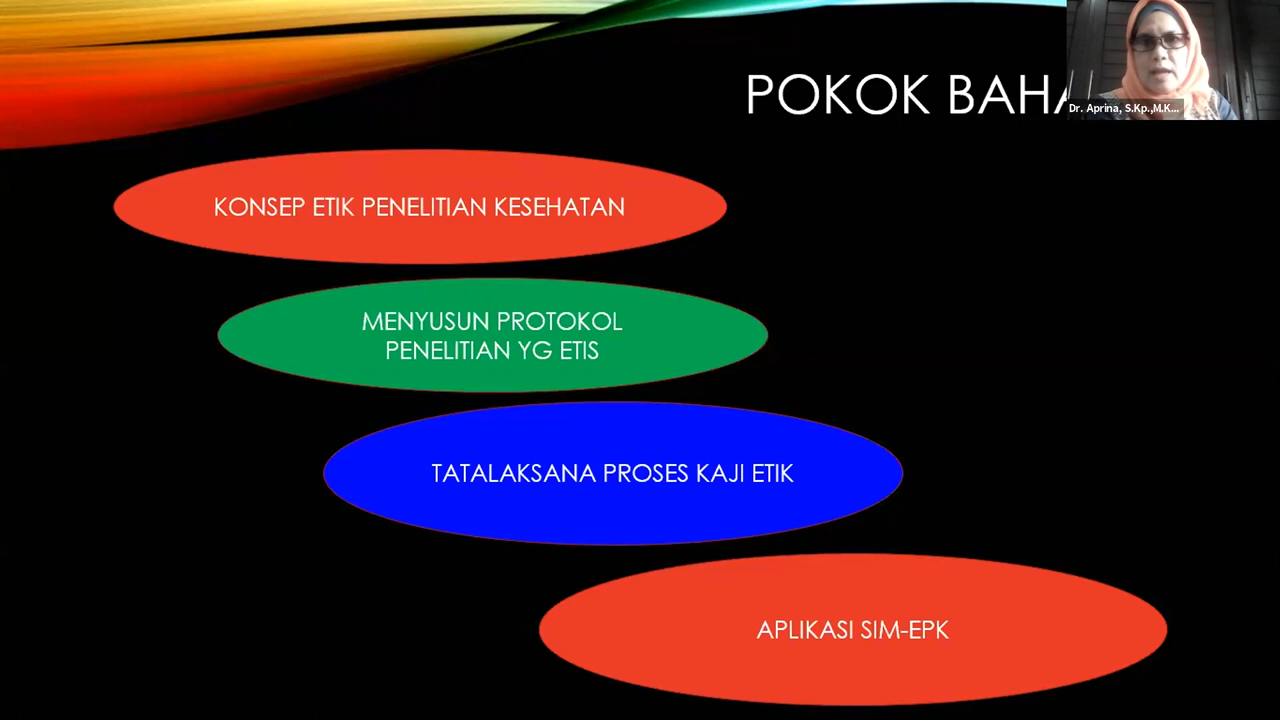 POKOK BAHA
Dr. Aprina, S.Kp.,M.K...
KONSEP ETIK PENELITIAN KESEHATAN
MENYUSUN PROTOKOL
PENELITIAN YG ETIS
TATALAKSANA PROSES KAJI ETIK
APLIKASI SIM-EPK